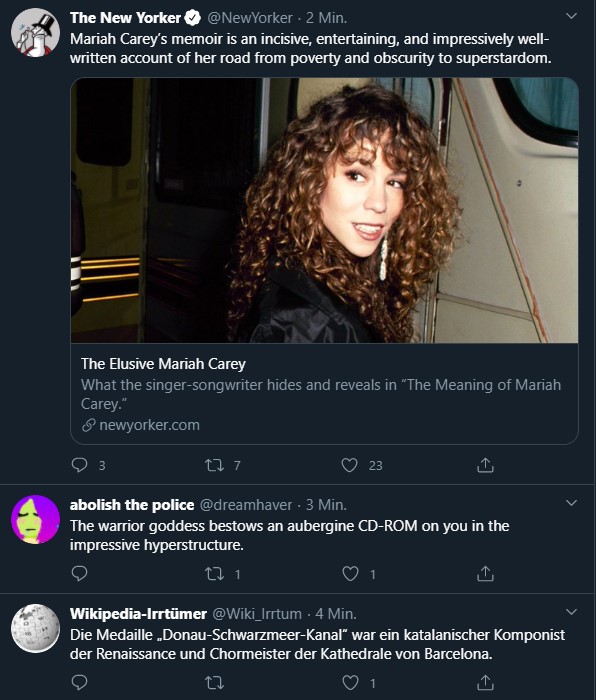 The New Yorker @NewYorker · 2 Min.
Mariah Carey's memoir is an incisive, entertaining, and impressively well-
written account of her road from poverty and obscurity to superstardom.
The Elusive Mariah Carey
What the singer-songwriter hides and reveals in “The Meaning of Mariah
Carey.”
newyorker.com
3 7 23
abolish the police @dreamhaver · 3 Min.
The warrior goddess bestows an aubergine CD-ROM on you in the
impressive hyperstructure.
1 1
Wikipedia-Irrtümer @Wiki_Irrtum · 4 Min.
Die Medaille „Donau-Schwarzmeer-Kanal“ war ein katalanischer Komponist
der Renaissance und Chormeister der Kathedrale von Barcelona.
1